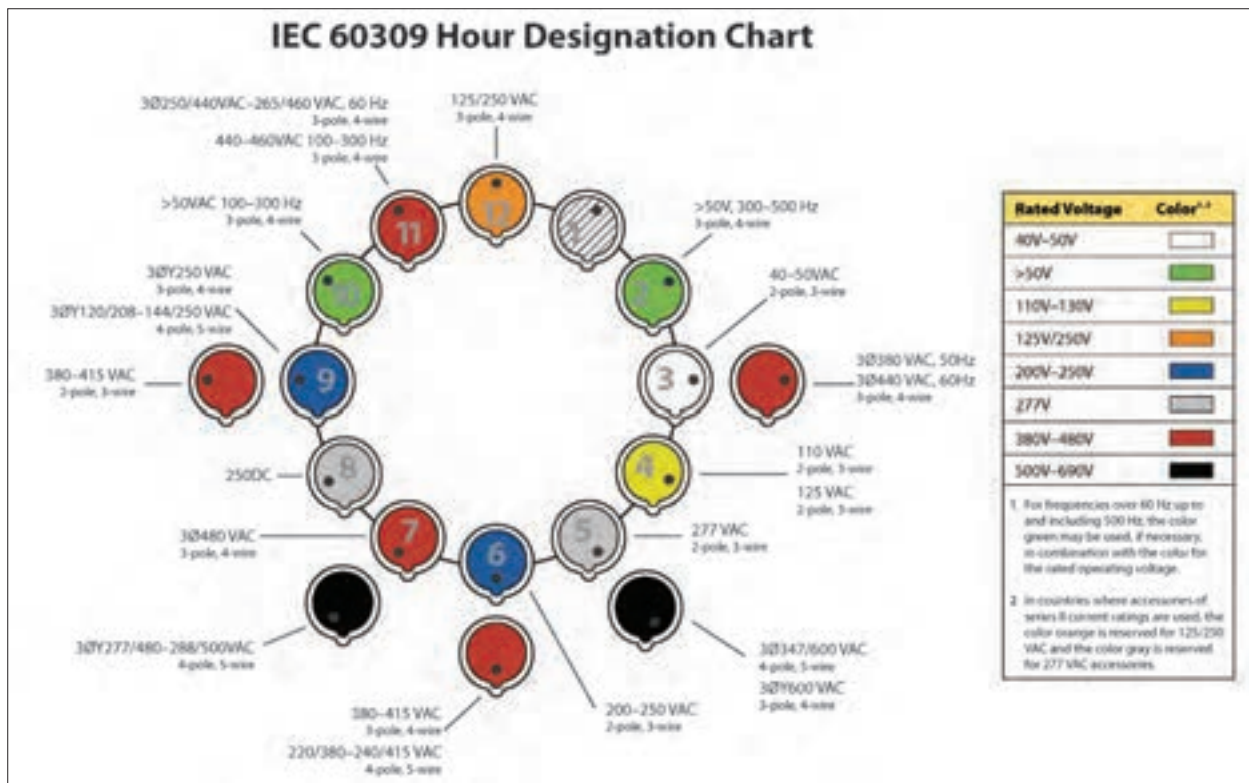 IEC 60309 Hour Designation Chart
3Ø250/440VAC–265/460 VAC, 60 Hz
3-pole, 4-wire
440–460VAC 100–300 Hz
3-pole, 4-wire
125/250 VAC
3-pole, 4-wire
>50VAC 100–300 Hz
3-pole, 4-wire
>50V, 300–500 Hz
3-pole, 4-wire
3ØY250 VAC
3-pole, 4-wire
3ØY120/208–144/250 VAC
4-pole, 5-wire
40–50VAC
2-pole, 3-wire
380–415 VAC
2-pole, 3-wire
3Ø380 VAC, 50Hz
3Ø440 VAC, 60Hz
3-pole, 4-wire
250DC
110 VAC
2-pole, 3-wire
125 VAC
2-pole, 3-wire
3Ø480 VAC
3-pole, 4-wire
277 VAC
2-pole, 3-wire
3ØY277/480–288/500VAC
4-pole, 5-wire
3Ø347/600 VAC
4-pole, 5-wire
3ØY600 VAC
3-pole, 4-wire
380–415 VAC
3-pole, 4-wire
220/380–240/415 VAC
4-pole, 5-wire
200–250 VAC
2-pole, 3-wire
12
1
2
3
4
5
6
7
8
9
10
11
Rated Voltage Color¹·²
40V–50V
>50V
110V–130V
125V/250V
200V–250V
277V
380V–480V
500V–690V
1 For frequencies over 60 Hz up to
and including 500 Hz, the color
green may be used, if necessary,
in combination with the color for
the rated operating voltage.
2 In countries where accessories of
series II current ratings are used, the
color orange is reserved for 125/250
VAC and the color gray is reserved
for 277 VAC accessories.